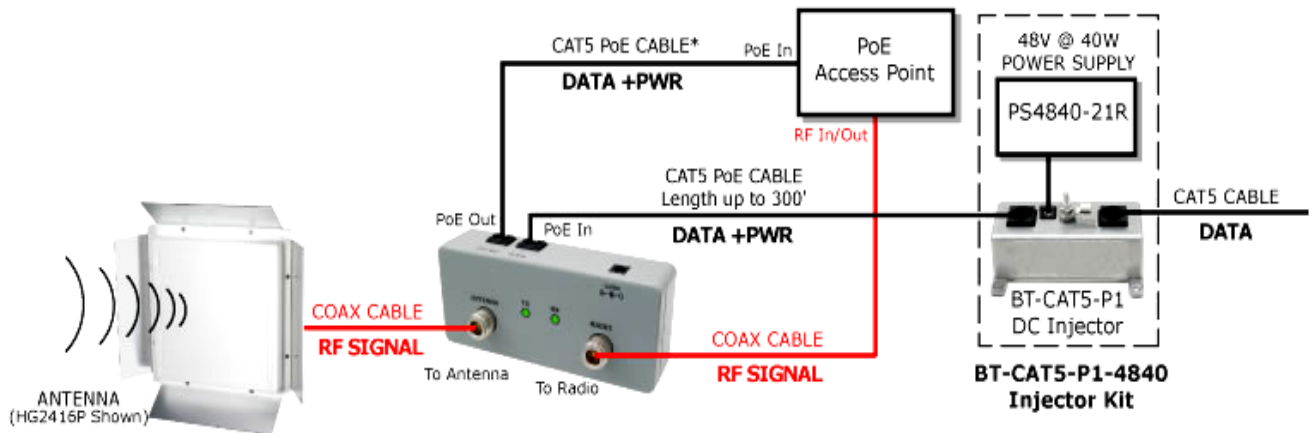 CAT5 PoE CABLE*
DATA +PWR
PoE In
PoE
Access Point
RF In/Out
48V @ 40W
POWER SUPPLY
PS4840-21R
CAT5 PoE CABLE
Length up to 300'
DATA +PWR
CAT5 CABLE
DATA
PoE Out
PoE In
ANTENNA
RADIO
COAX CABLE
RF SIGNAL
COAX CABLE
RF SIGNAL
To Antenna
To Radio
BT-CAT5-P1
DC Injector
BT-CAT5-P1-4840
Injector Kit
ANTENNA
(HG2416P Shown)